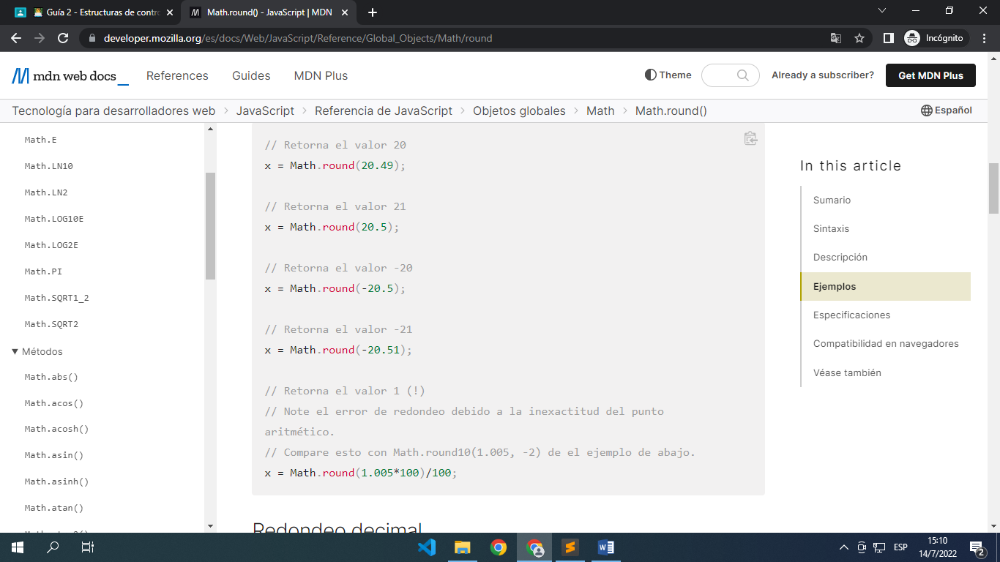 Guía 2 - Estructuras de contro
Math.round() - JavaScript | MDN
developer.mozilla.org/es/docs/Web/JavaScript/Reference/Global_Objects/Math/round
Incógnito
mdn web docs_
References
Guides
MDN Plus
Theme
Already a subscriber?
Get MDN Plus
Tecnología para desarrolladores web > JavaScript > Referencia de JavaScript > Objetos globales > Math > Math.round()
Español
Math.E
Math.LN10
Math.LN2
Math.LOG10E
Math.LOG2E
Math.PI
Math.SQRT1_2
Math.SQRT2
▼ Métodos
Math.abs()
Math.acos()
Math.acosh()
Math.asin()
Math.asinh()
Math.atan()
// Retorna el valor 20
x = Math.round(20.49);
// Retorna el valor 21
x = Math.round(20.5);
// Retorna el valor -20
x = Math.round(-20.5);
// Retorna el valor -21
x = Math.round(-20.51);
// Retorna el valor 1 (!)
// Note el error de redondeo debido a la inexactitud del punto
aritmético.
// Compare esto con Math.round10(1.005, -2) de el ejemplo de abajo.
x = Math.round(1.005*100)/100;
Redondeo decimal
In this article
Sumario
Sintaxis
Descripción
Ejemplos
Especificaciones
Compatibilidad en navegadores
Véase también
ESP
15:10
14/7/2022
2